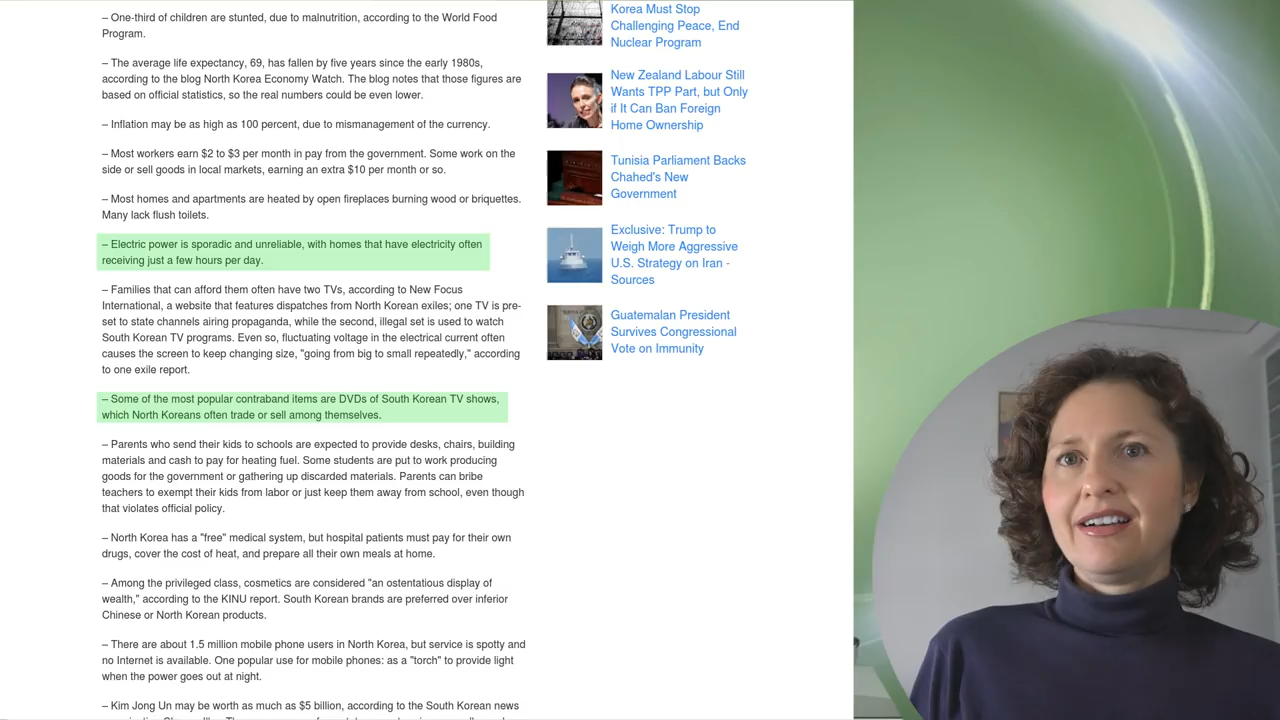 – One-third of children are stunted, due to malnutrition, according to the World Food
Program.
– The average life expectancy, 69, has fallen by five years since the early 1980s,
according to the blog North Korea Economy Watch. The blog notes that those figures are
based on official statistics, so the real numbers could be even lower.
– Inflation may be as high as 100 percent, due to mismanagement of the currency.
– Most workers earn $2 to $3 per month in pay from the government. Some work on the
side or sell goods in local markets, earning an extra $10 per month or so.
– Most homes and apartments are heated by open fireplaces burning wood or briquettes.
Many lack flush toilets.
– Electric power is sporadic and unreliable, with homes that have electricity often
receiving just a few hours per day.
– Families that can afford them often have two TVs, according to New Focus
International, a website that features dispatches from North Korean exiles; one TV is pre-
set to state channels airing propaganda, while the second, illegal set is used to watch
South Korean TV programs. Even so, fluctuating voltage in the electrical current often
causes the screen to keep changing size, "going from big to small repeatedly," according
to one exile report.
– Some of the most popular contraband items are DVDs of South Korean TV shows,
which North Koreans often trade or sell among themselves.
– Parents who send their kids to schools are expected to provide desks, chairs, building
materials and cash to pay for heating fuel. Some students are put to work producing
goods for the government or gathering up discarded materials. Parents can bribe
teachers to exempt their kids from labor or just keep them away from school, even though
that violates official policy.
– North Korea has a "free" medical system, but hospital patients must pay for their own
drugs, cover the cost of heat, and prepare all their own meals at home.
– Among the privileged class, cosmetics are considered "an ostentatious display of
wealth," according to the KINU report. South Korean brands are preferred over inferior
Chinese or North Korean products.
– There are about 1.5 million mobile phone users in North Korea, but service is spotty and
no Internet is available. One popular use for mobile phones: as a "torch" to provide light
when the power goes out at night.
– Kim Jong Un may be worth as much as $5 billion, according to the South Korean news
Korea Must Stop
Challenging Peace, End
Nuclear Program
New Zealand Labour Still
Wants TPP Part, but Only
if It Can Ban Foreign
Home Ownership
Tunisia Parliament Backs
Chahed's New
Government
Exclusive: Trump to
Weigh More Aggressive
U.S. Strategy on Iran -
Sources
Guatemalan President
Survives Congressional
Vote on Immunity